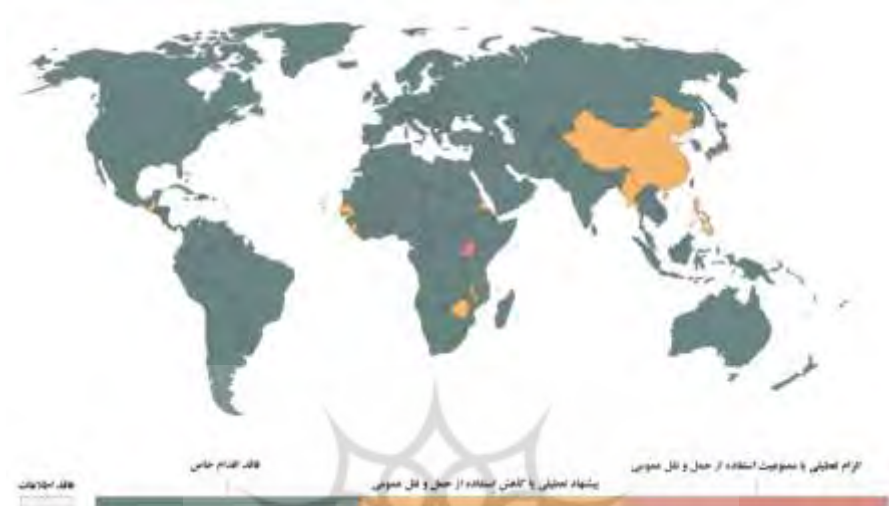 الزام تعطیلی یا ممنوعیت استفاده از حمل و نقل عمومی
پیشنهاد تعطیلی یا کاهش استفاده از حمل و نقل عمومی
فاقد اقدام خاص
فاقد اطلاعات